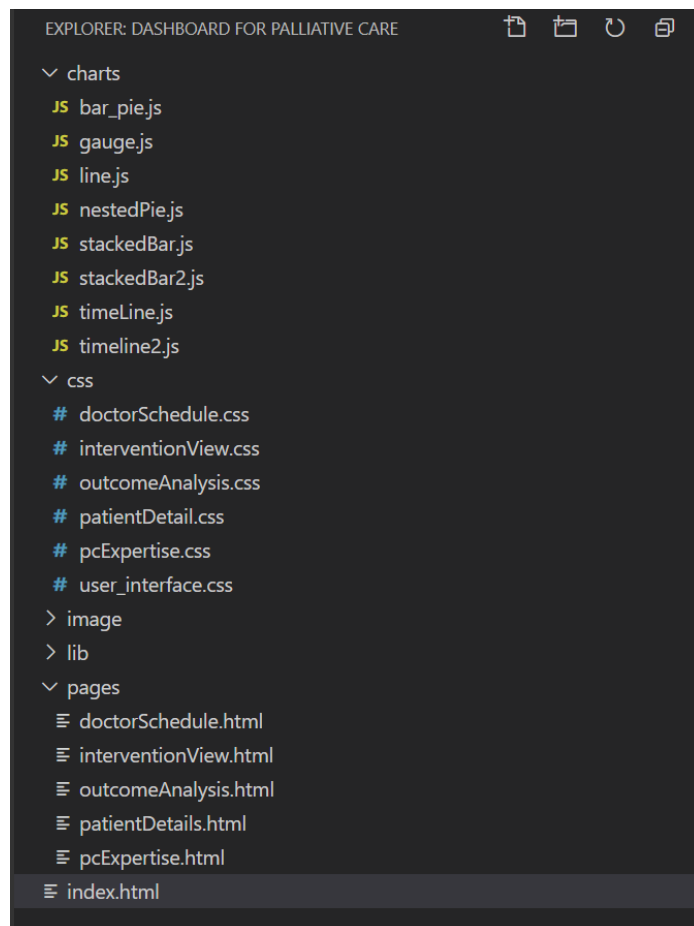 EXPLORER: DASHBOARD FOR PALLIATIVE CARE
charts
JS bar_pie.js
JS gauge.js
JS line.js
JS nestedPie.js
JS stackedBar.js
JS stackedBar2.js
JS timeLine.js
JS timeline2.js
css
# doctorSchedule.css
# interventionView.css
# outcomeAnalysis.css
# patientDetail.css
# pcExpertise.css
# user_interface.css
image
lib
pages
doctorSchedule.html
interventionView.html
outcomeAnalysis.html
patientDetails.html
pcExpertise.html
index.html